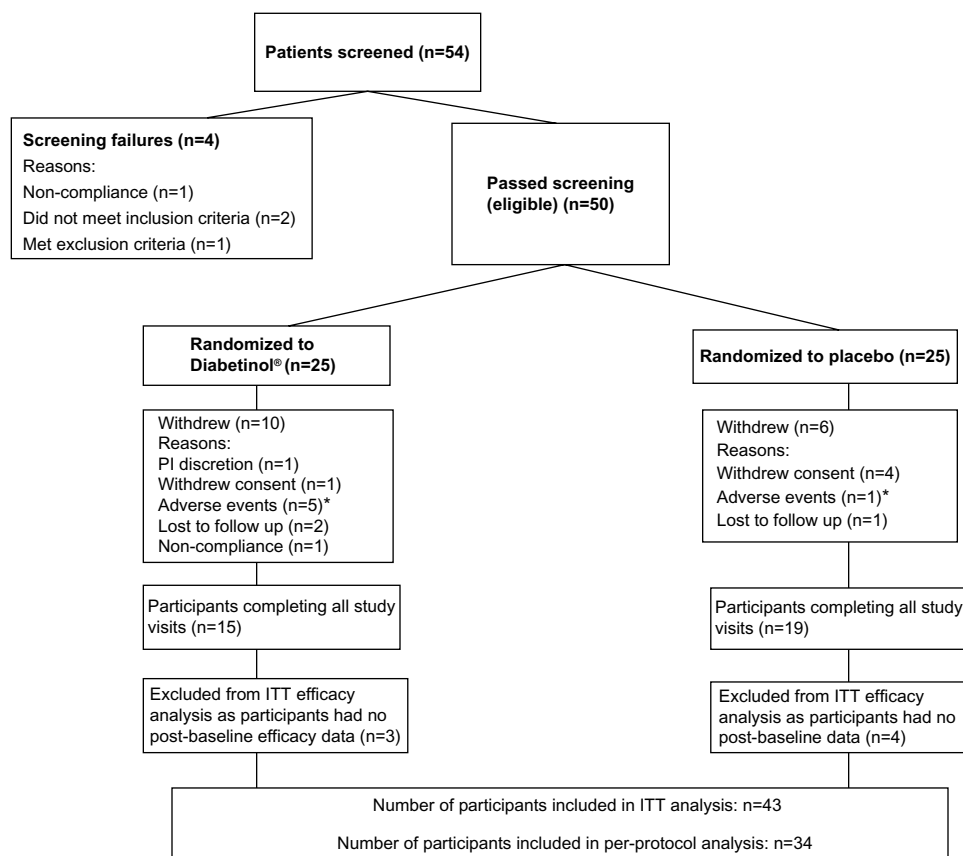 Patients screened (n=54)
Screening failures (n=4)
Reasons:
Non-compliance (n=1)
Did not meet inclusion criteria (n=2)
Met exclusion criteria (n=1)
Passed screening
(eligible) (n=50)
Randomized to
Diabetinol® (n=25)
Randomized to placebo (n=25)
Withdrew (n=10)
Reasons:
PI discretion (n=1)
Withdrew consent (n=1)
Adverse events (n=5)*
Lost to follow up (n=2)
Non-compliance (n=1)
Withdrew (n=6)
Reasons:
Withdrew consent (n=4)
Adverse events (n=1)*
Lost to follow up (n=1)
Participants completing all study
visits (n=15)
Participants completing all study
visits (n=19)
Excluded from ITT efficacy
analysis as participants had no
post-baseline efficacy data (n=3)
Excluded from ITT efficacy
analysis as participants had no
post-baseline data (n=4)
Number of participants included in ITT analysis: n=43
Number of participants included in per-protocol analysis: n=34